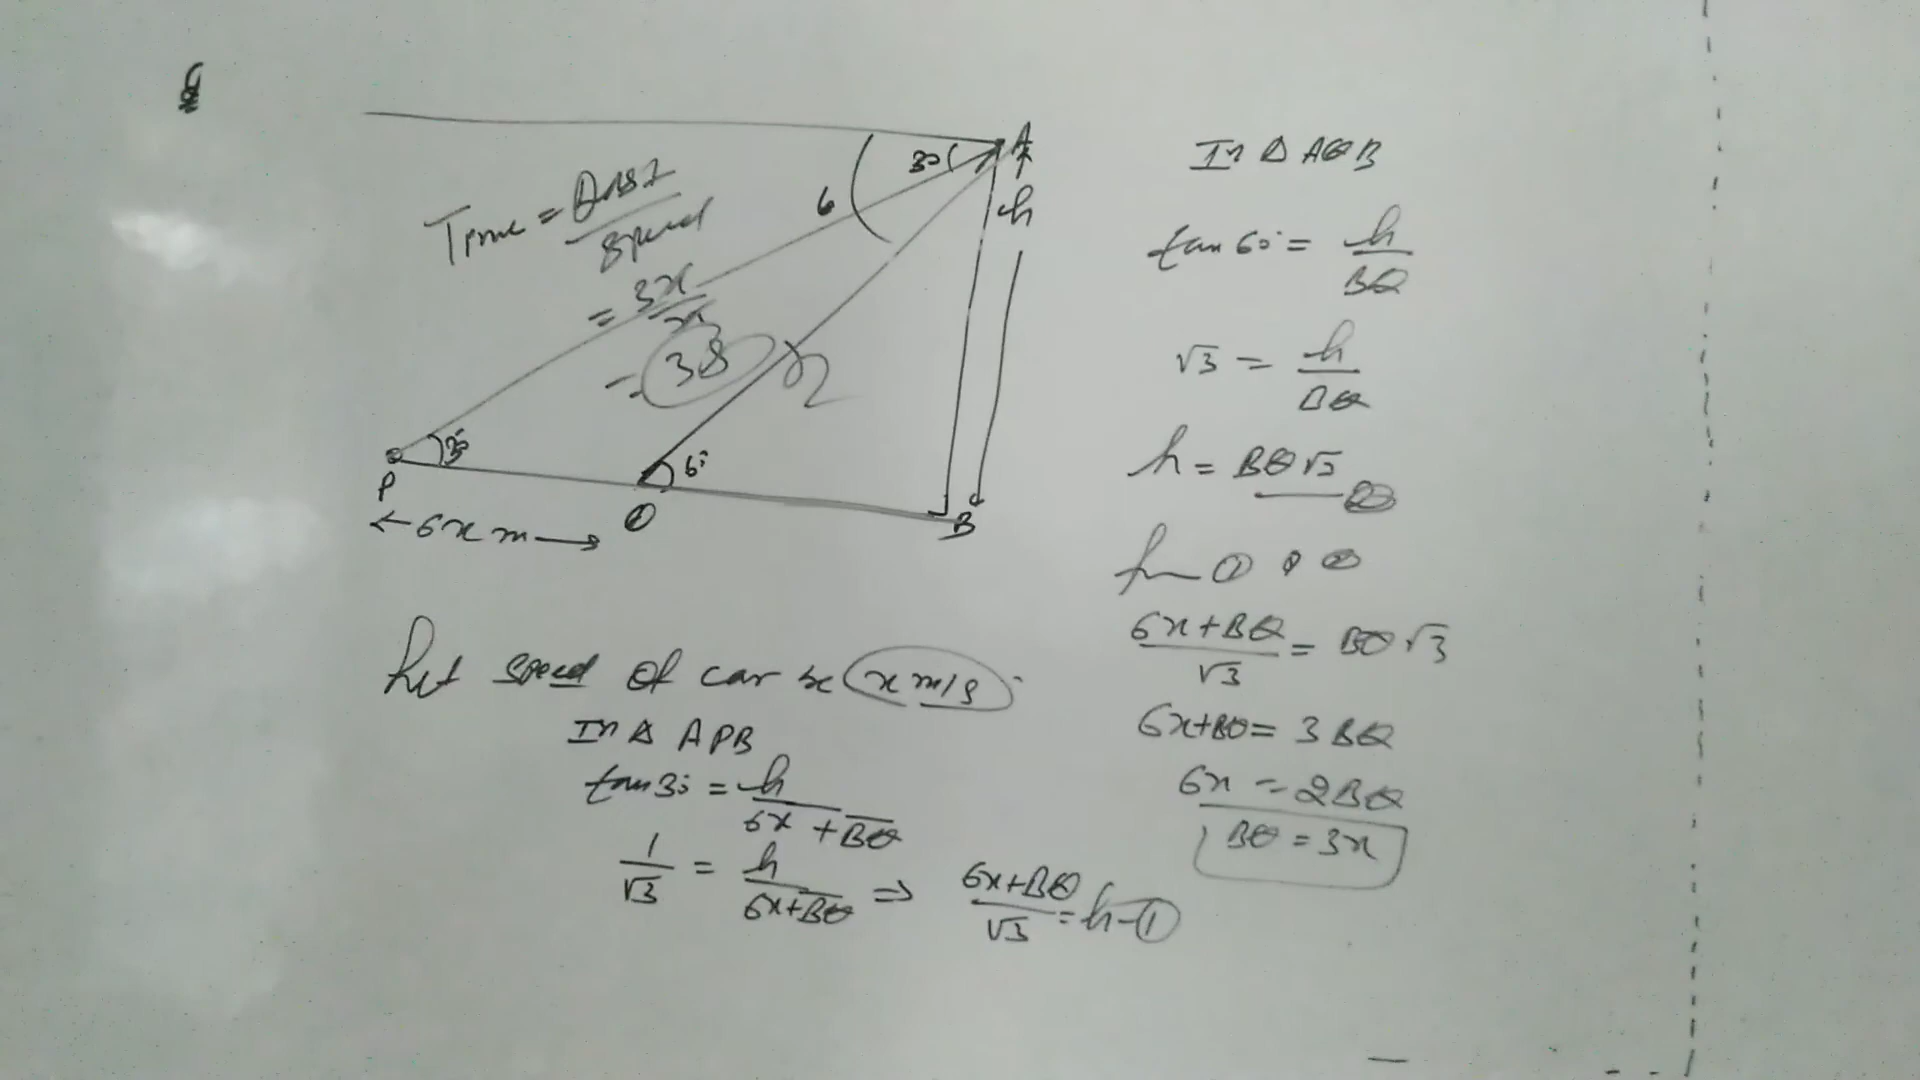 A
30
6
h
Time = Dist / Speed
= 3x / x
= 3s
P
30
60
Q
B
← 6x m →
Let speed of car be x m/s
In Δ APB
tan 30 = h / 6x + BQ
1 / √3 = h / 6x+BQ ⇒ 6x+BQ / √3 = h - ①
In Δ AQB
tan 60° = h / BQ
√3 = h / BQ
h = BQ √3 ②
from ① & ②
6x+BQ / √3 = BQ √3
6x+BQ = 3 BQ
6x = 2BQ
BQ = 3x